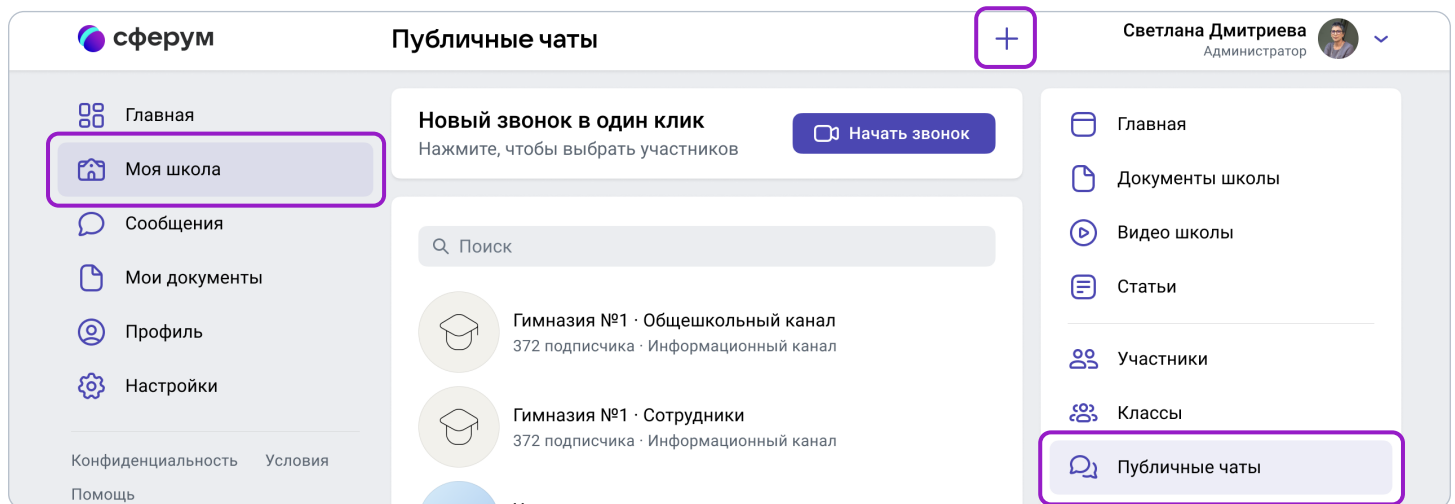 сферум
Публичные чаты
Светлана Дмитриева
Администратор
Главная
Моя школа
Сообщения
Мои документы
Профиль
Настройки
Конфиденциальность Условия
Помощь
Новый звонок в один клик
Нажмите, чтобы выбрать участников
Начать звонок
Поиск
Гимназия №1 · Общешкольный канал
372 подписчика · Информационный канал
Гимназия №1 · Сотрудники
372 подписчика · Информационный канал
Главная
Документы школы
Видео школы
Статьи
Участники
Классы
Публичные чаты